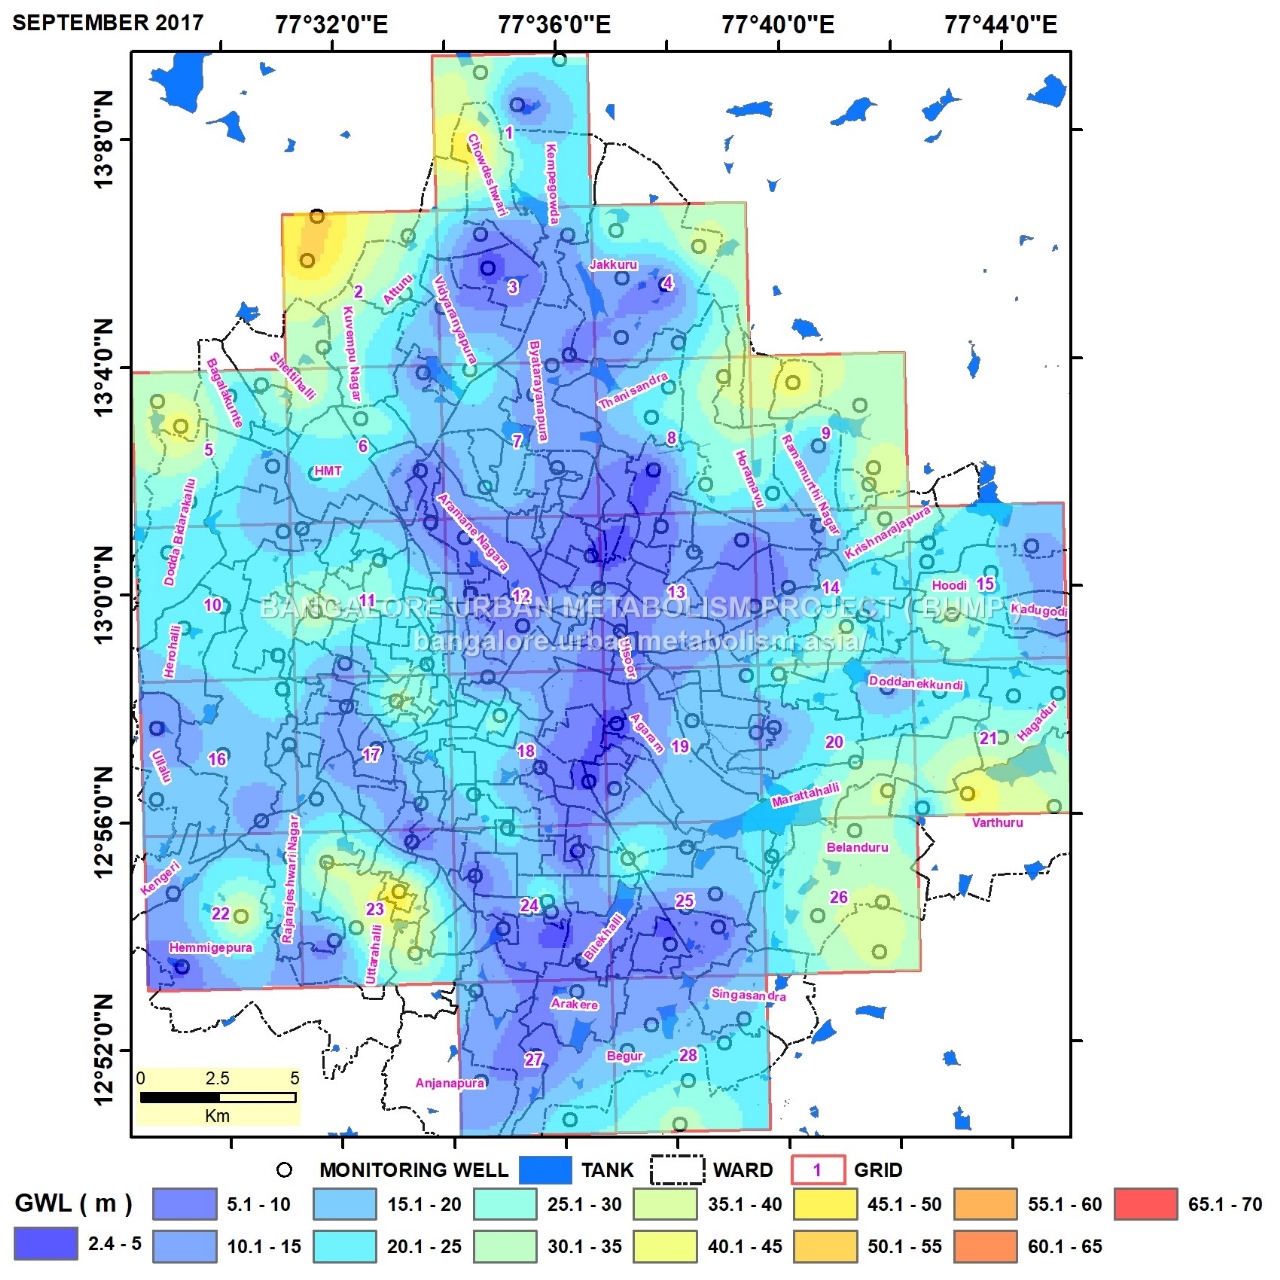 SEPTEMBER 2017
77°32'0"E
77°36'0"E
77°40'0"E
77°44'0"E
13°8'0"N
13°4'0"N
13°0'0"N
12°56'0"N
12°52'0"N
1
Chowdeshwari
Kempegowda
2
Atturu
Vidyaranyapura
3
Jakkuru
4
Kuvempu Nagar
Shettihalli
Bagalakunte
Byatarayanapura
Thanisandra
5
6
7
8
9
HMT
Dodda Bidarakallu
Aramane Nagara
Horamavu
Ramamurthi Nagar
Krishnarajapura
10
11
12
13
14
Hoodi
15
Kadugodi
BANGALORE URBAN METABOLISM PROJECT ( BUMP )
bangalore.urbanmetabolism.asia/
Herohalli
Ulsoor
Doddanekkundi
Hagadur
Agaram
Ullalu
16
17
18
19
20
21
Marattahalli
Varthuru
Belanduru
Kengeri
Rajarajeshwari Nagar
22
23
24
25
26
Hemmigepura
Uttarahalli
Bilekhalli
Arakere
Singasandra
27
Begur
28
Anjanapura
0 2.5 5
Km
MONITORING WELL
TANK
WARD
1
GRID
GWL ( m )
5.1 - 10
15.1 - 20
25.1 - 30
35.1 - 40
45.1 - 50
55.1 - 60
65.1 - 70
2.4 - 5
10.1 - 15
20.1 - 25
30.1 - 35
40.1 - 45
50.1 - 55
60.1 - 65